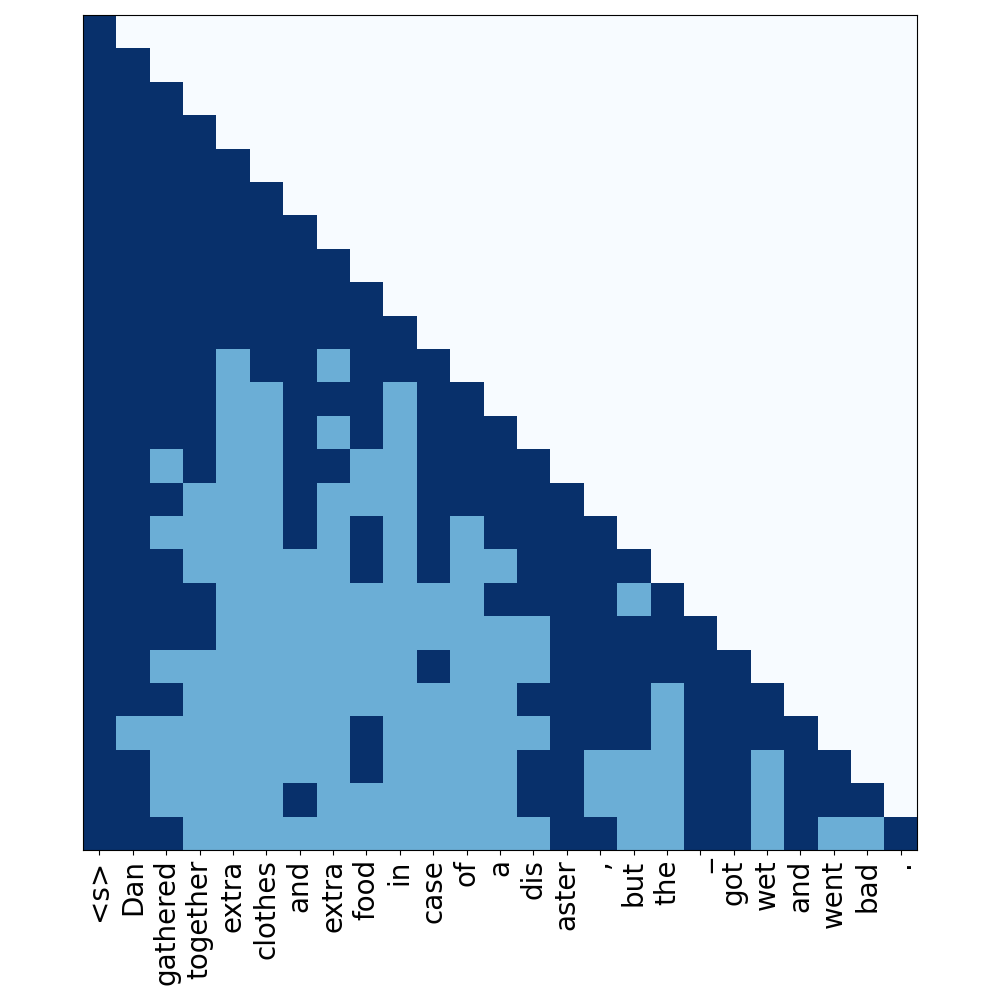 <s> Dan gathered together extra clothes and extra food in case of a dis aster , but the _ got wet and went bad .